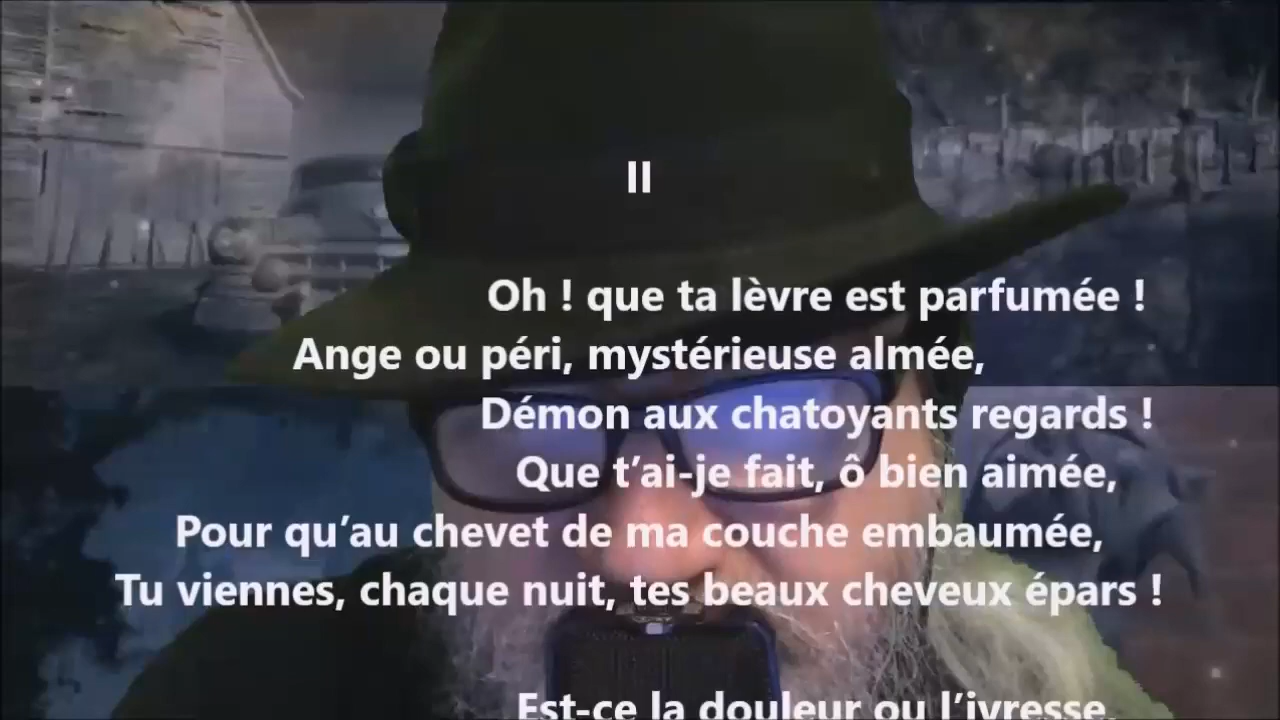 II
Oh ! que ta lèvre est parfumée !
Ange ou péri, mystérieuse almée,
Démon aux chatoyants regards !
Que t’ai-je fait, ô bien aimée,
Pour qu’au chevet de ma couche embaumée,
Tu viennes, chaque nuit, tes beaux cheveux épars !
Est-ce la douleur ou l’ivresse,